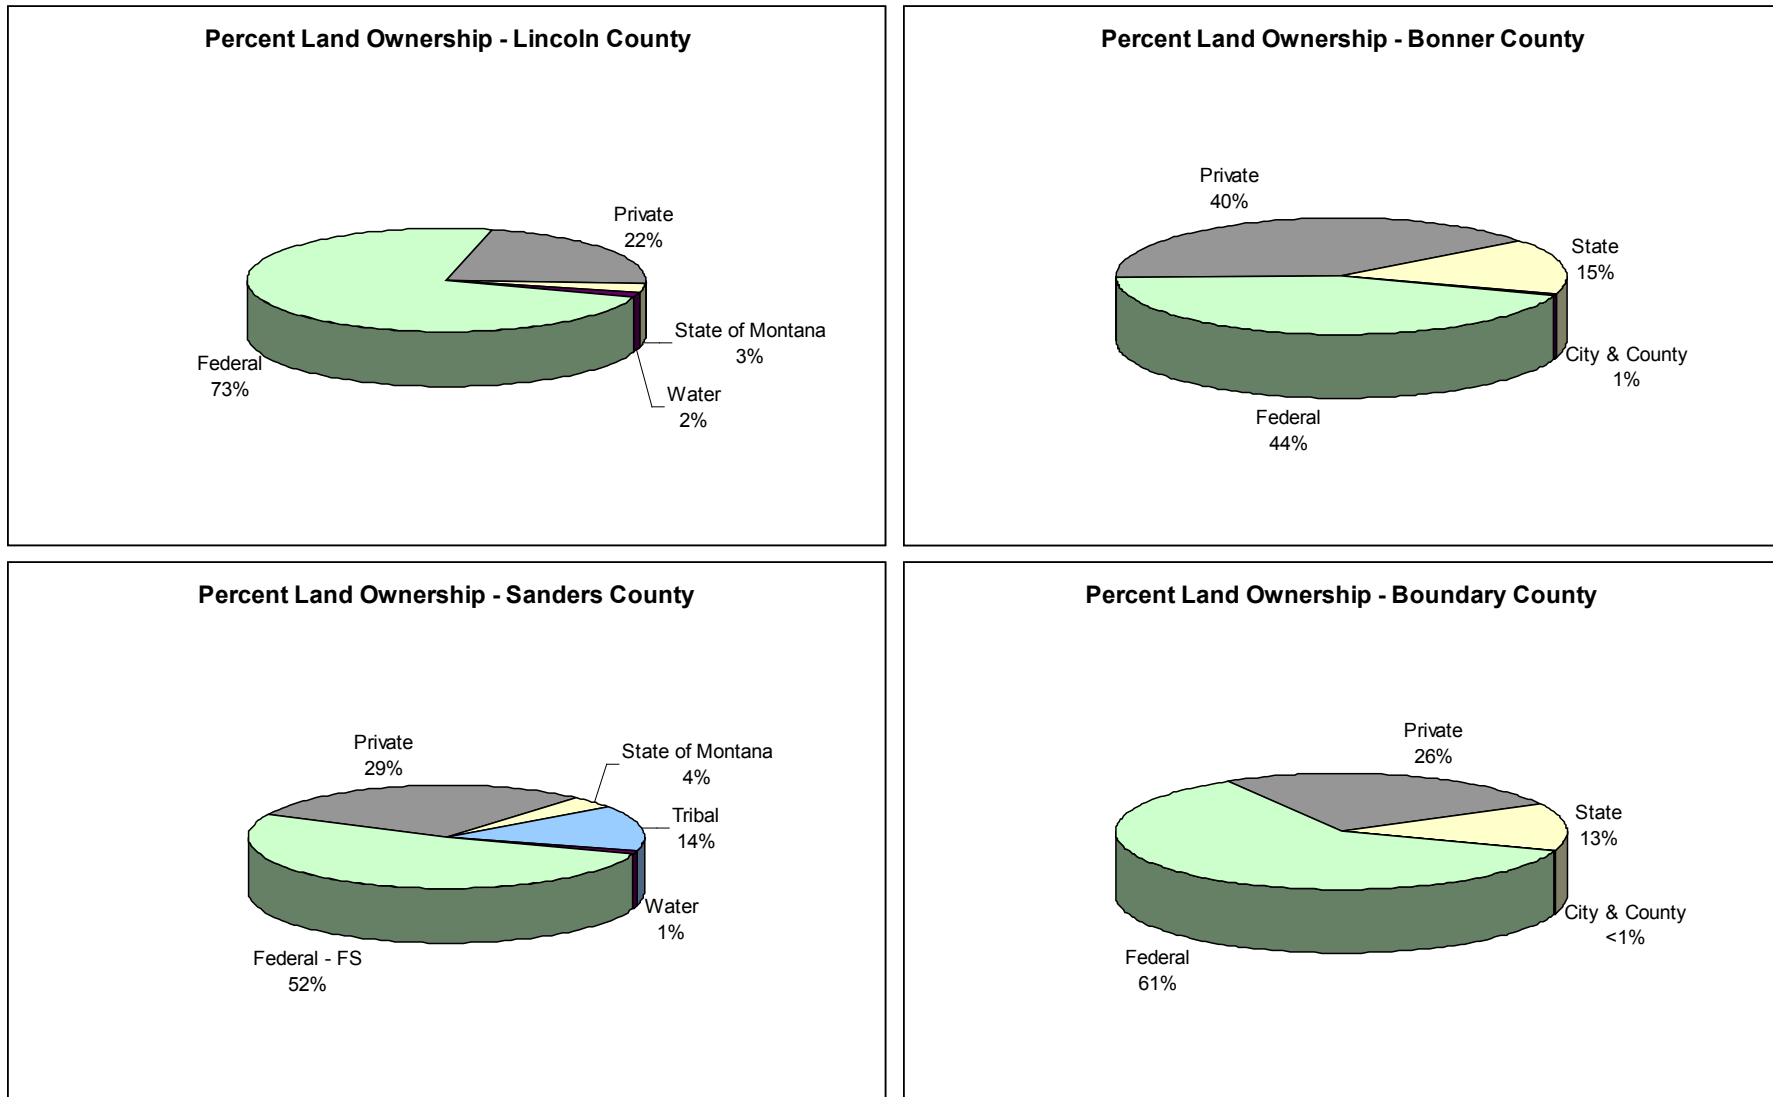 Percent Land Ownership - Lincoln County
Private
22%
State of Montana
3%
Water
2%
Federal
73%
Percent Land Ownership - Bonner County
Private
40%
State
15%
City & County
1%
Federal
44%
Percent Land Ownership - Sanders County
Private
29%
State of Montana
4%
Tribal
14%
Water
1%
Federal - FS
52%
Percent Land Ownership - Boundary County
Private
26%
State
13%
City & County
<1%
Federal
61%